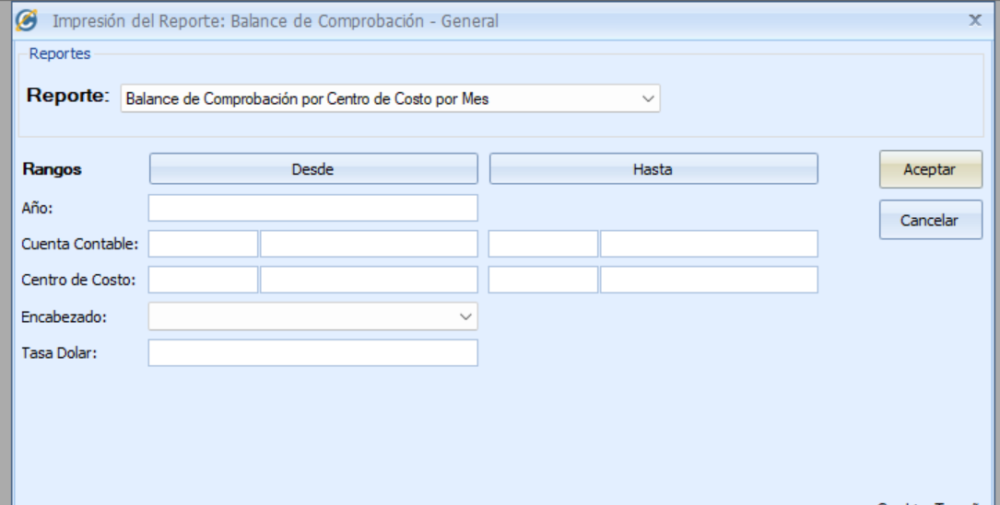 Impresión del Reporte: Balance de Comprobación - General
Reportes
Reporte: Balance de Comprobación por Centro de Costo por Mes
Rangos Desde Hasta Aceptar
Año:
Cancelar
Cuenta Contable:
Centro de Costo:
Encabezado:
Tasa Dolar: